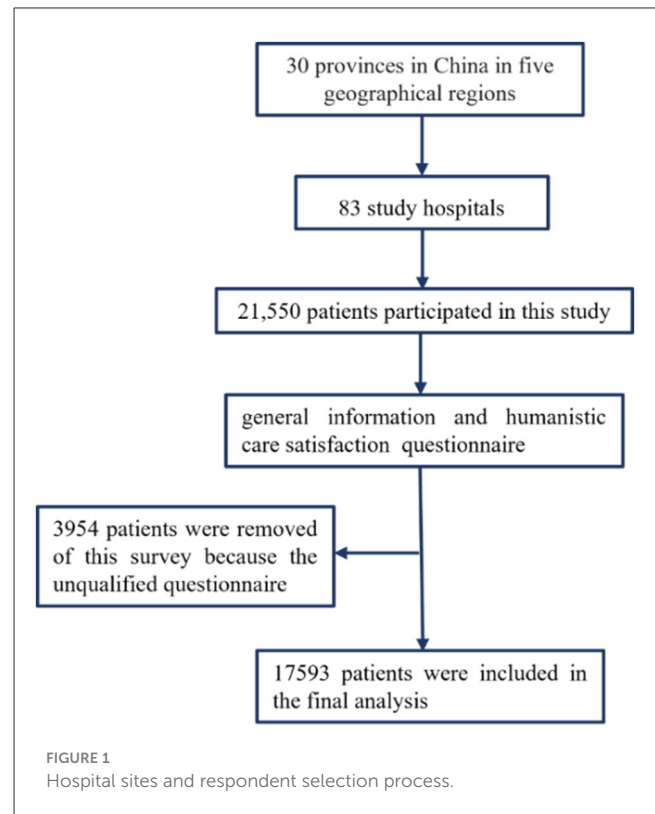 30 provinces in China in five
geographical regions
83 study hospitals
21,550 patients participated in this study
general information and humanistic
care satisfaction questionnaire
3954 patients were removed
of this survey because the
unqualified questionnaire
17593 patients were included in
the final analysis
FIGURE 1
Hospital sites and respondent selection process.